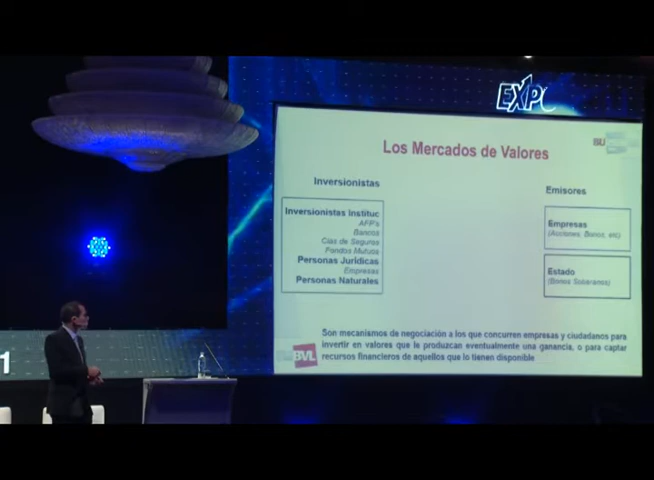 EXPO
Los Mercados de Valores
Inversionistas
Emisores
Inversionistas Instituc
AFP's
Bancos
Cias de Seguros
Fondos Mutuos
Personas Jurídicas
Empresas
Personas Naturales
Empresas
(Acciones, Bonos, etc)
Estado
(Bonos Soberanos)
Son mecanismos de negociación a los que concurren empresas y ciudadanos para
invertir en valores que le produzcan eventualmente una ganancia, o para captar
recursos financieros de aquellos que lo tienen disponible
BVL
1